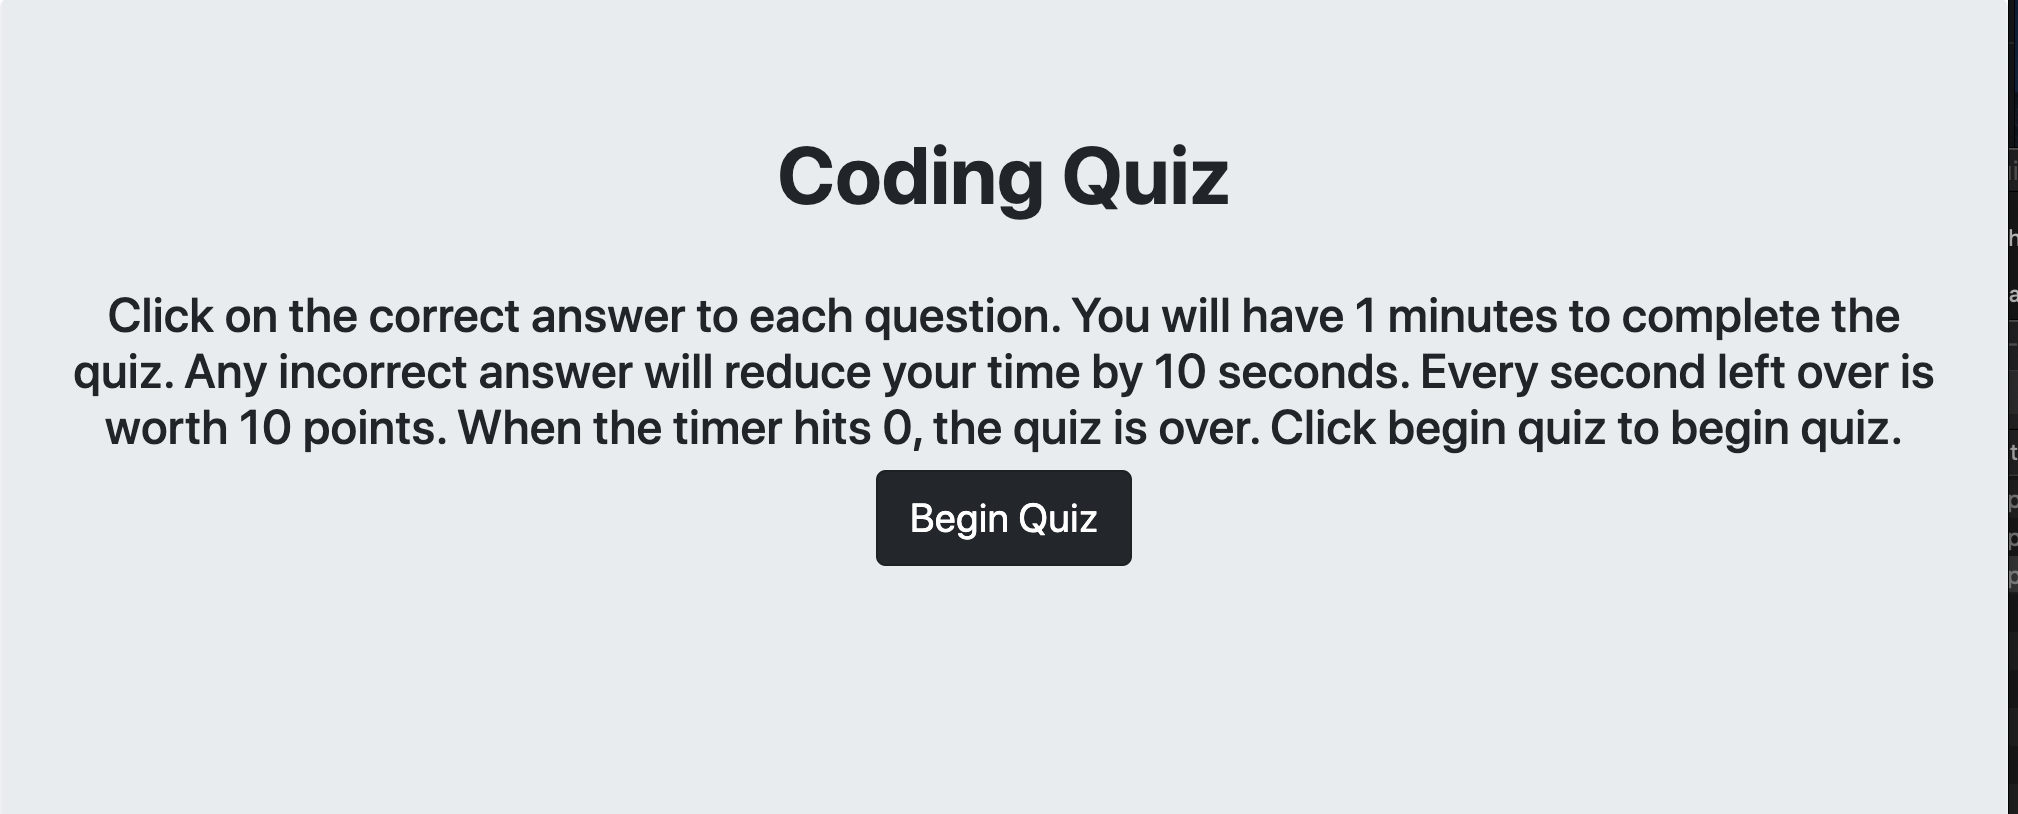 Coding Quiz
Click on the correct answer to each question. You will have 1 minutes to complete the
quiz. Any incorrect answer will reduce your time by 10 seconds. Every second left over is
worth 10 points. When the timer hits 0, the quiz is over. Click begin quiz to begin quiz.
Begin Quiz